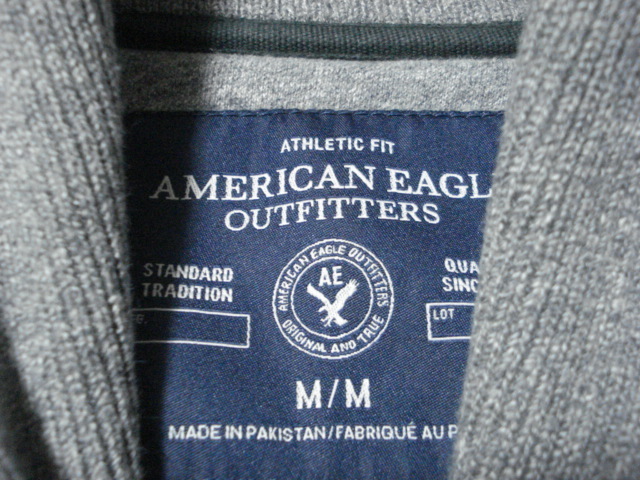 ATHLETIC FIT
AMERICAN EAGL
OUTFITTERS
STANDARD
TRADITION
AMERICAN EAGLE OUTFITTERS
AE
ORIGINAL AND TRUE
QUA
SINC
LOT
M/M
MADE IN PAKISTAN/FABRIQUÉ AU P